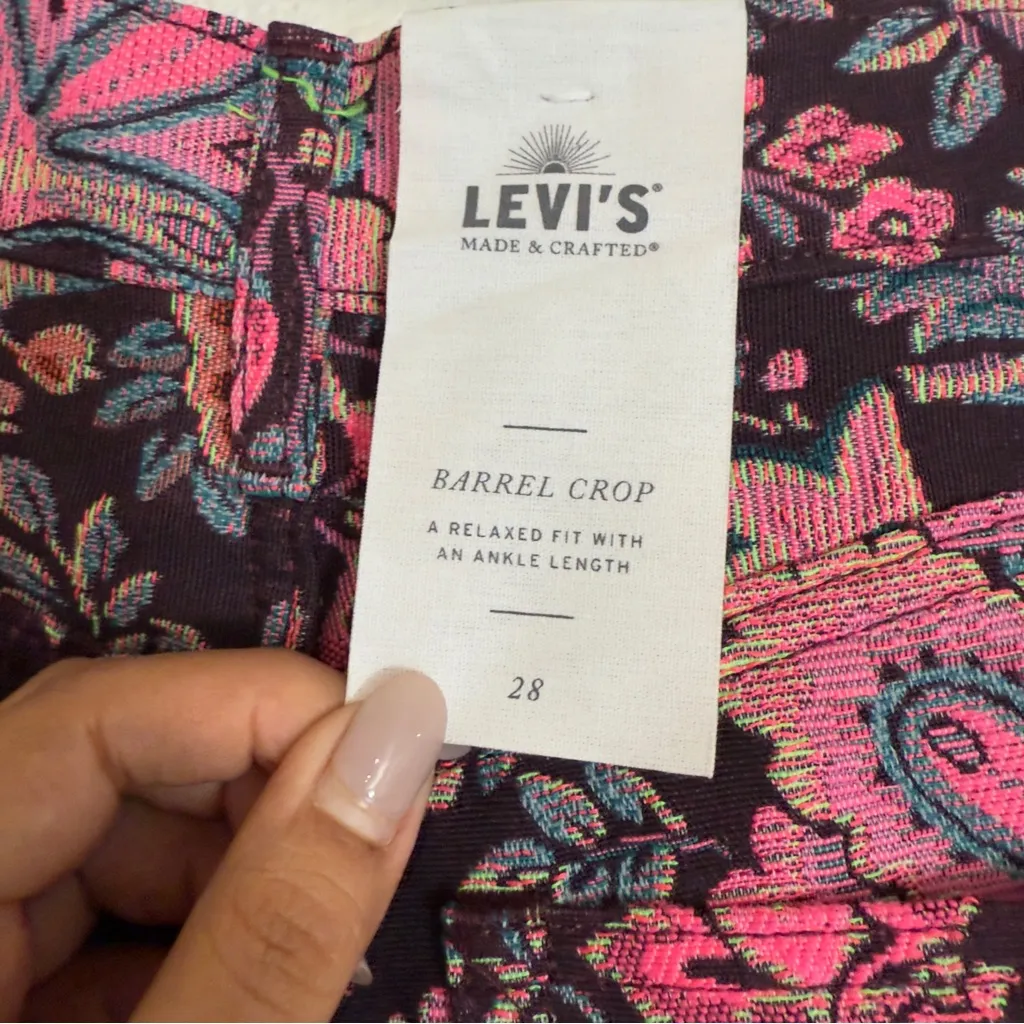 LEVI'S®
MADE & CRAFTED®
BARREL CROP
A RELAXED FIT WITH
AN ANKLE LENGTH
28